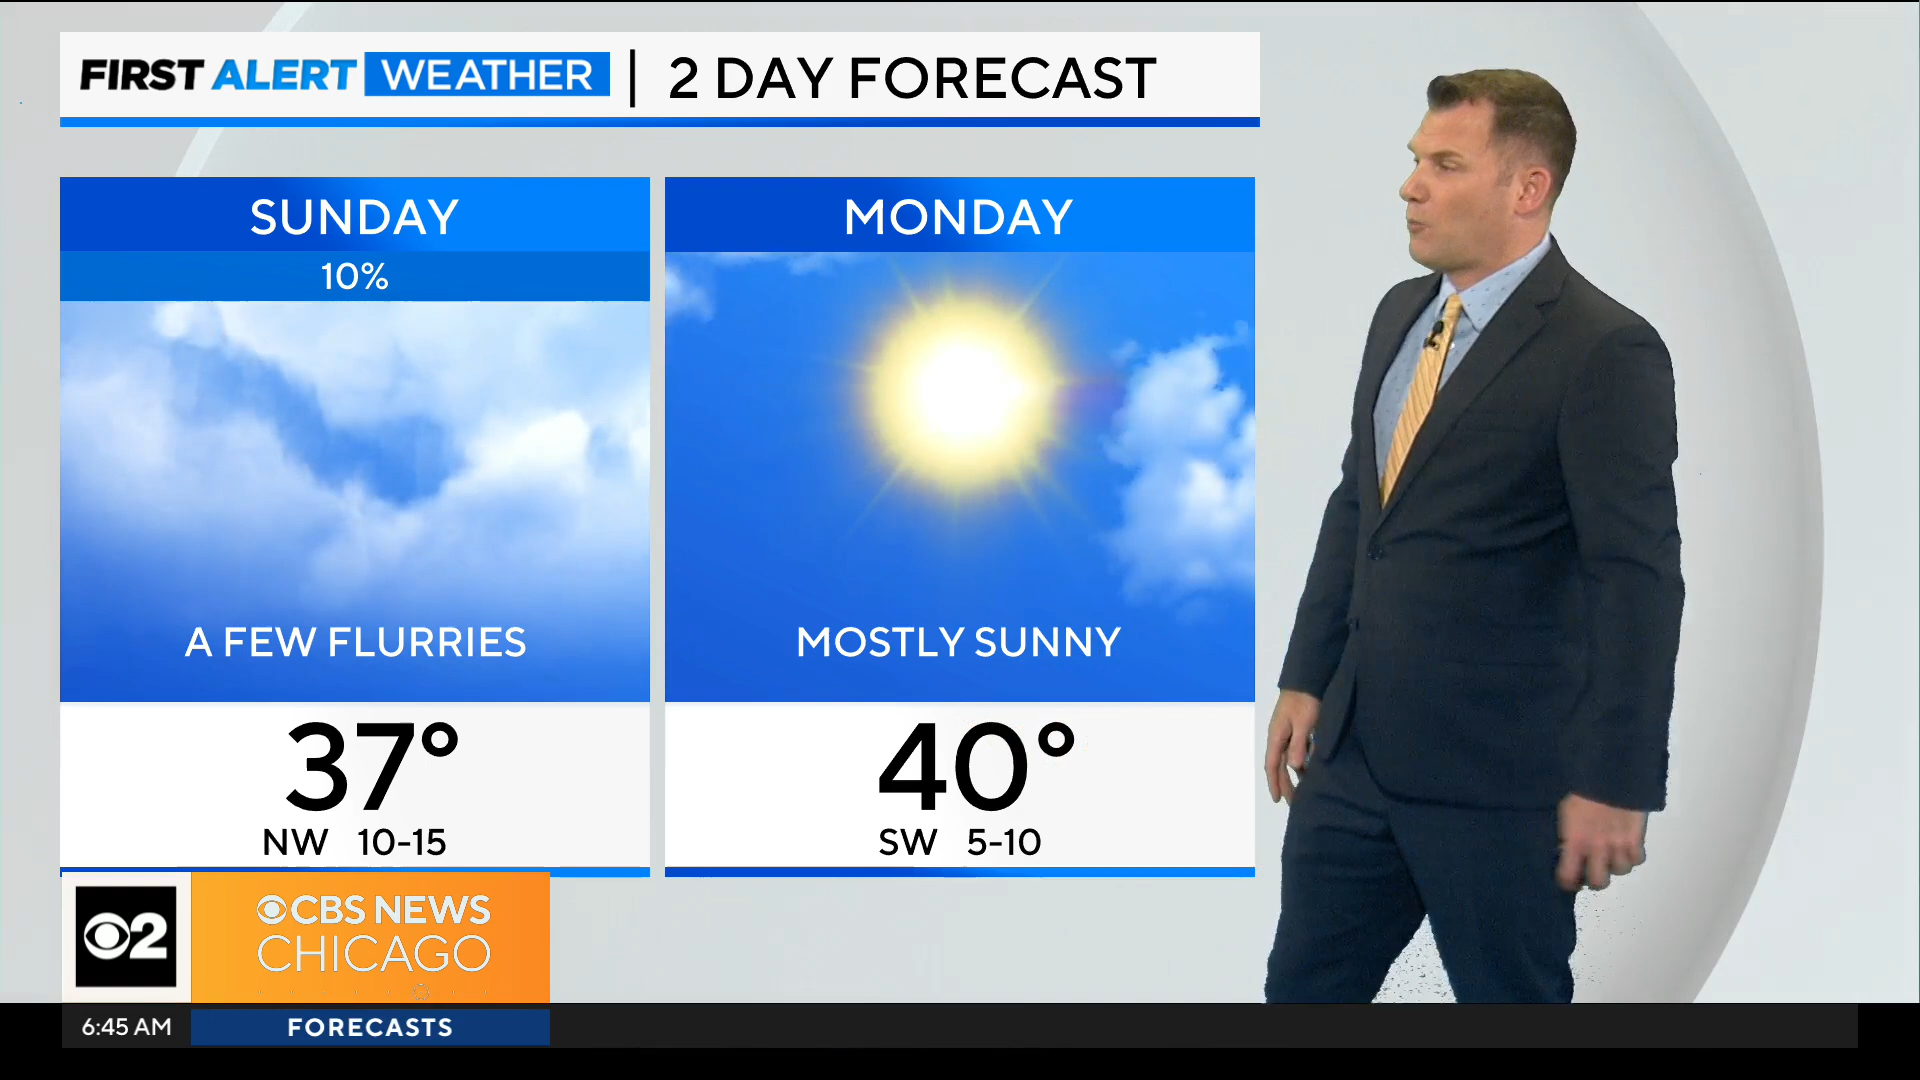 FIRST ALERT WEATHER | 2 DAY FORECAST
SUNDAY
10%
A FEW FLURRIES
37°
NW 10-15
MONDAY
MOSTLY SUNNY
40°
SW 5-10
2
CBS NEWS
CHICAGO
6:45 AM
FORECASTS